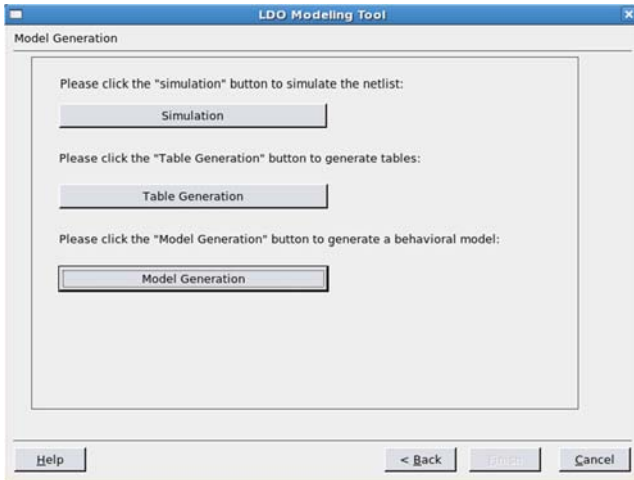 LDO Modeling Tool
Model Generation
Please click the "simulation" button to simulate the netlist:
Simulation
Please click the "Table Generation" button to generate tables:
Table Generation
Please click the "Model Generation" button to generate a behavioral model:
Model Generation
Help
< Back
Finish
Cancel